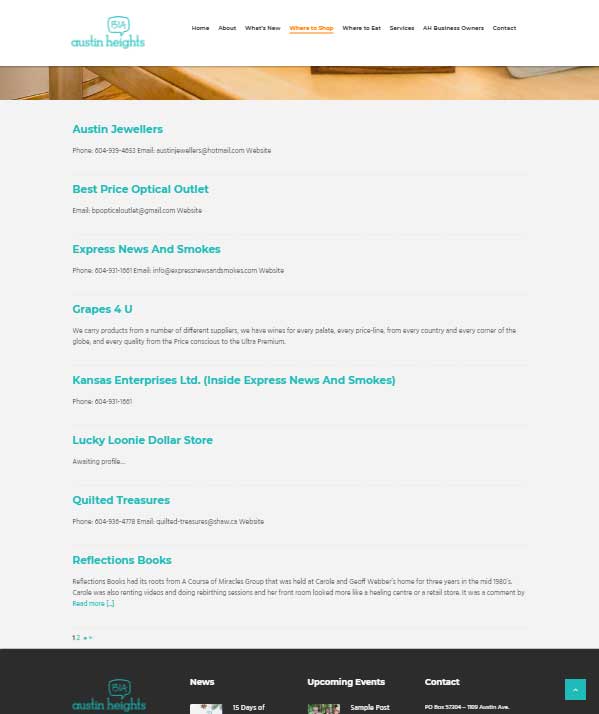 BIA
austin heights
Home About What's New Where to Shop Where to Eat Services AH Business Owners Contact
Austin Jewellers
Phone: 604-939-4653 Email: austinjewellers@hotmail.com Website
Best Price Optical Outlet
Email: bpopticaloutlet@gmail.com Website
Express News And Smokes
Phone: 604-931-1661 Email: info@expressnewsandsmokes.com Website
Grapes 4 U
We carry products from a number of different suppliers, we have wines for every palate, every price-line, from every country and every corner of the
globe, and every quality from the Price conscious to the Ultra Premium.
Kansas Enterprises Ltd. (Inside Express News And Smokes)
Phone: 604-931-1661
Lucky Loonie Dollar Store
Awaiting profile...
Quilted Treasures
Phone: 604-936-4778 Email: quilted-treasures@shaw.ca Website
Reflections Books
Reflections Books had its roots from A Course of Miracles Group that was held at Carole and Geoff Webber's home for three years in the mid 1980's.
Carole was also renting videos and doing rebirthing sessions and her front room looked more like a healing centre or a retail store. It was a comment by
Read more [...]
1 2
BIA
austin heights
News
Upcoming Events
Contact
15 Days of
Sample Post
PO Box 57204 – 1109 Austin Ave.